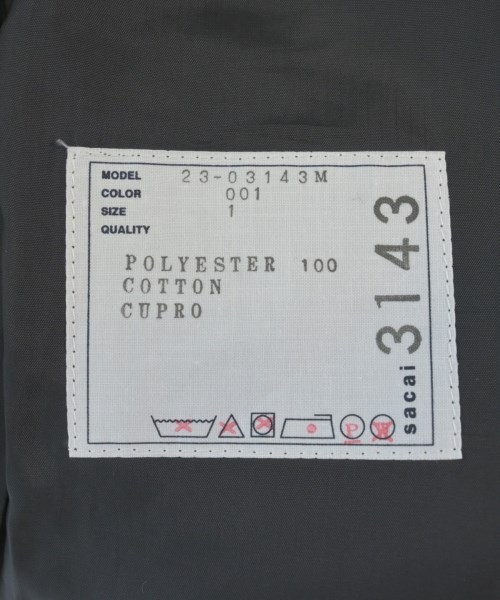 MODEL 23-03143M
COLOR 001
SIZE 1
QUALITY
POLYESTER 100
COTTON
CUPRO
sacai 3143
P
W